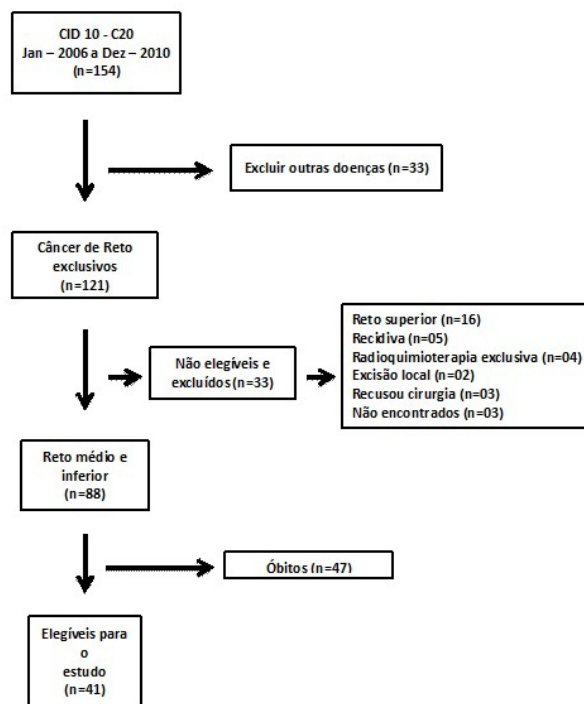 CID 10 - C20
Jan – 2006 a Dez – 2010
(n=154)
Excluir outras doenças (n=33)
Câncer de Reto
exclusivos
(n=121)
Não elegíveis e
excluídos (n=33)
Reto superior (n=16)
Recidiva (n=05)
Radioquimioterapia exclusiva (n=04)
Excisão local (n=02)
Recusou cirurgia (n=03)
Não encontrados (n=03)
Reto médio e
inferior
(n=88)
Óbitos (n=47)
Elegíveis para
o
estudo
(n=41)